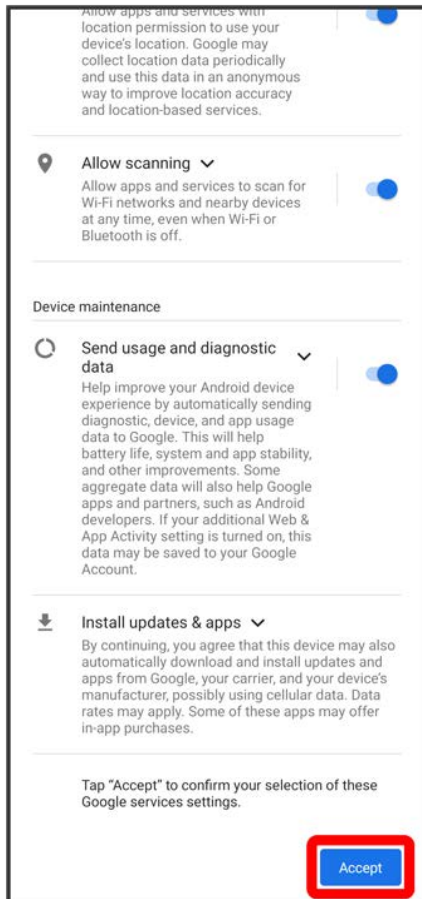 Allow apps and services with
location permission to use your
device's location. Google may
collect location data periodically
and use this data in an anonymous
way to improve location accuracy
and location-based services.
Allow scanning
Allow apps and services to scan for
Wi-Fi networks and nearby devices
at any time, even when Wi-Fi or
Bluetooth is off.
Device maintenance
Send usage and diagnostic
data
Help improve your Android device
experience by automatically sending
diagnostic, device, and app usage
data to Google. This will help
battery life, system and app stability,
and other improvements. Some
aggregate data will also help Google
apps and partners, such as Android
developers. If your additional Web &
App Activity setting is turned on, this
data may be saved to your Google
Account.
Install updates & apps
By continuing, you agree that this device may also
automatically download and install updates and
apps from Google, your carrier, and your device's
manufacturer, possibly using cellular data. Data
rates may apply. Some of these apps may offer
in-app purchases.
Tap "Accept" to confirm your selection of these
Google services settings.
Accept